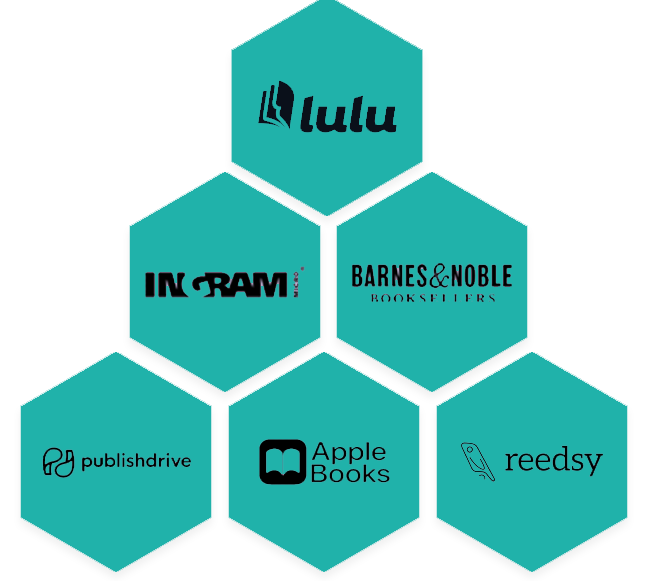 lulu
INGRAM MICRO
BARNES&NOBLE
BOOKSELLERS
publishdrive
Apple
Books
reedsy